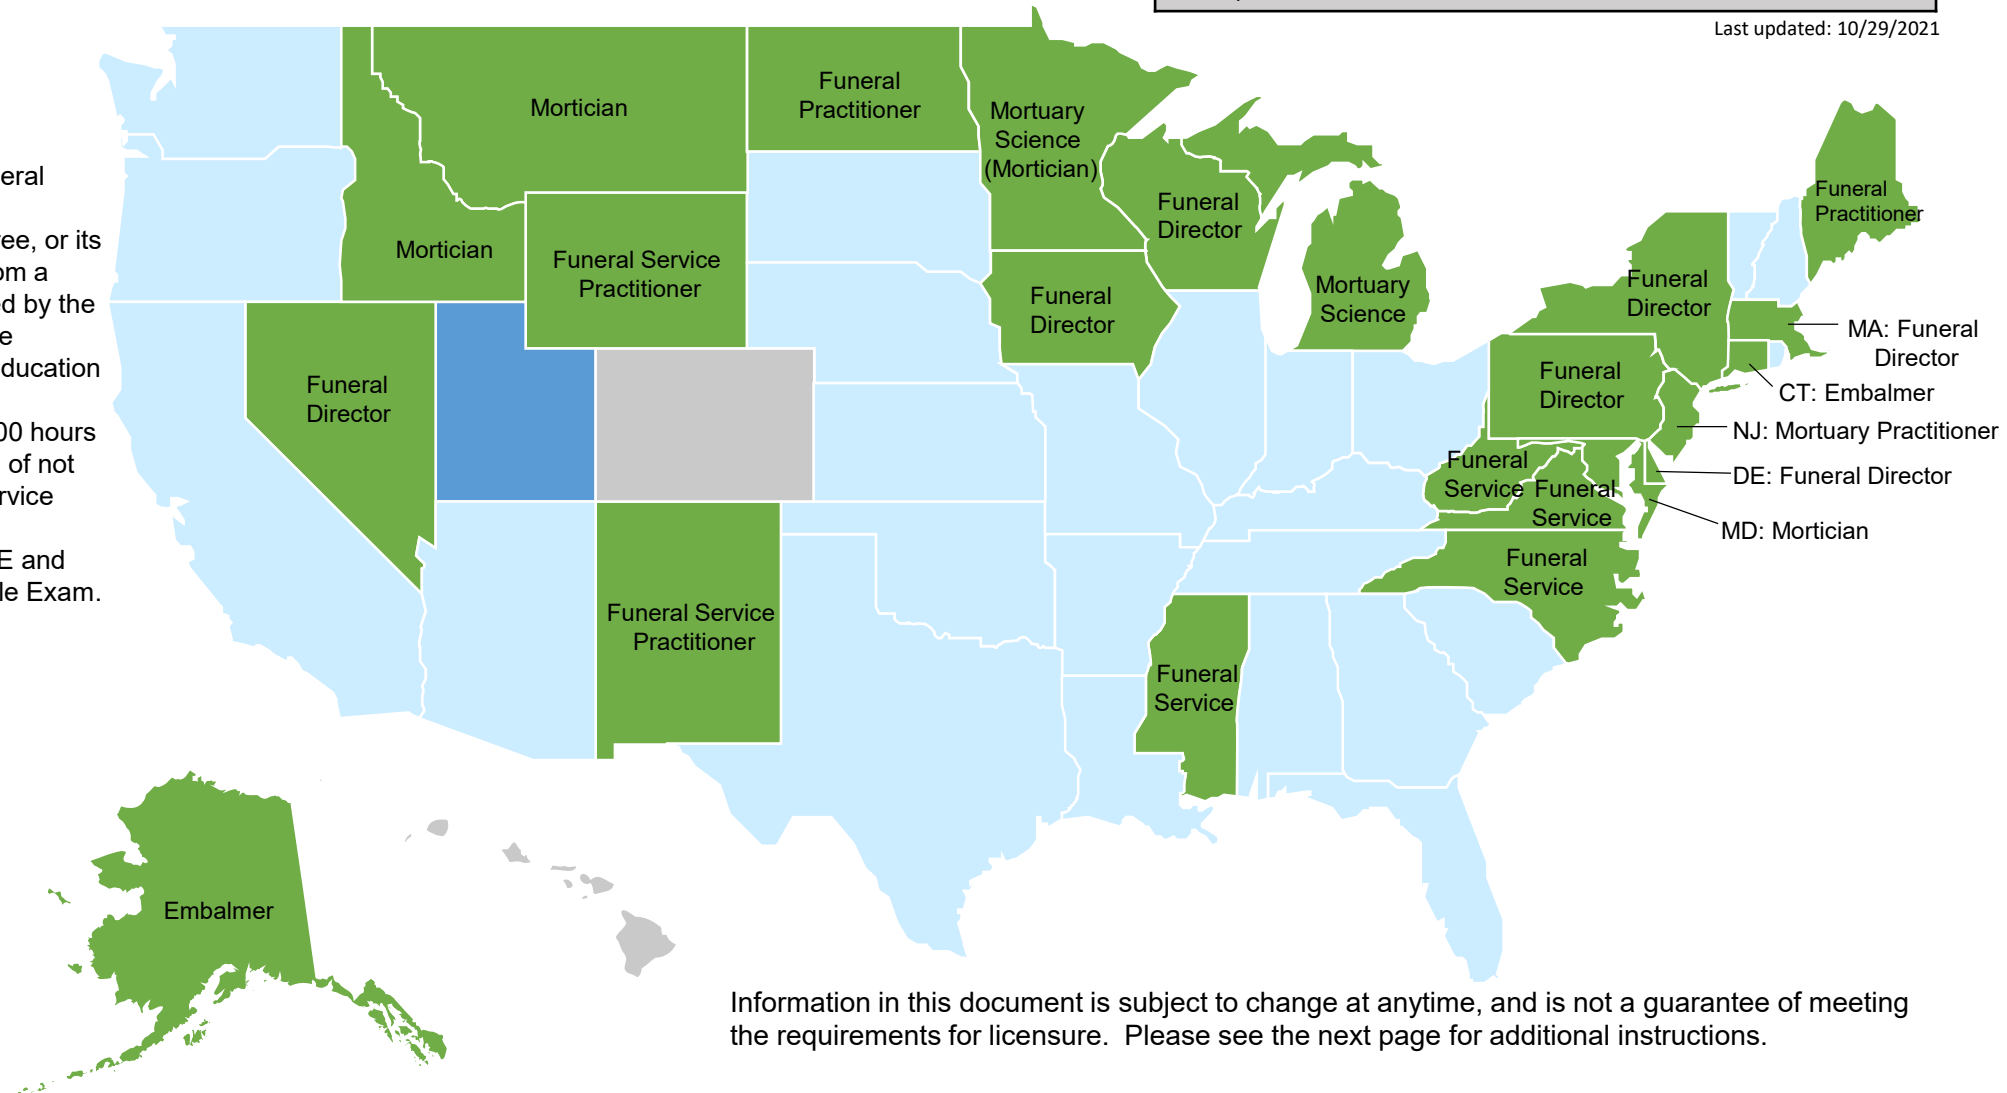 Last updated: 10/29/2021
eral
ree, or its
om a
ed by the
e
ducation
00 hours
of not
rvice
E and
le Exam.
Mortician
Funeral
Practitioner
Mortuary
Science
(Mortician)
Funeral
Director
Mortician
Funeral Service
Practitioner
Funeral
Director
Mortuary
Science
Funeral
Practitioner
Funeral
Director
MA: Funeral
Director
Funeral
Director
Funeral
Director
CT: Embalmer
NJ: Mortuary Practitioner
Funeral
Service
Funeral
Service
DE: Funeral Director
MD: Mortician
Funeral
Service
Funeral Service
Practitioner
Funeral
Service
Embalmer
Information in this document is subject to change at anytime, and is not a guarantee of meeting
the requirements for licensure.  Please see the next page for additional instructions.